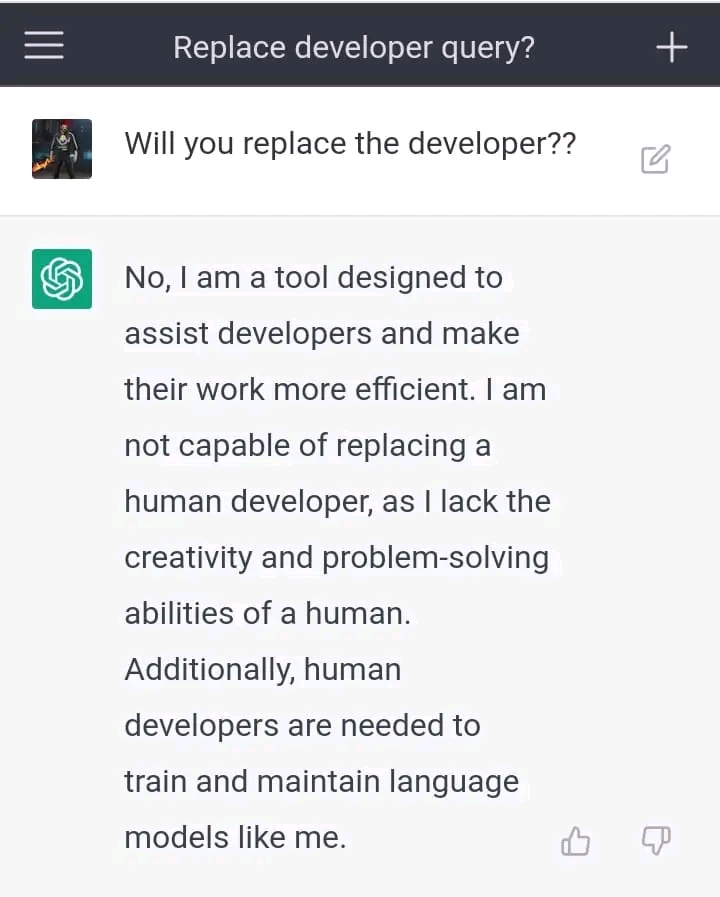 Replace developer query?
Will you replace the developer??
No, I am a tool designed to
assist developers and make
their work more efficient. I am
not capable of replacing a
human developer, as I lack the
creativity and problem-solving
abilities of a human.
Additionally, human
developers are needed to
train and maintain language
models like me.